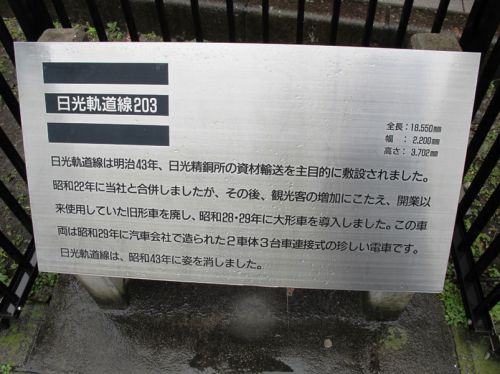 日光軌道線203
全長:18.550㎜
幅:2.200㎜
高さ:3.702㎜
日光軌道線は明治43年、日光精銅所の資材輸送を主目的に敷設されました。
昭和22年に当社と合併しましたが、その後、観光客の増加にこたえ、開業以
来使用していた旧形車を廃し、昭和28・29年に大形車を導入しました。この車
両は昭和29年に汽車会社で造られた2車体3台車連接式の珍しい電車です。
日光軌道線は、昭和43年に姿を消しました。